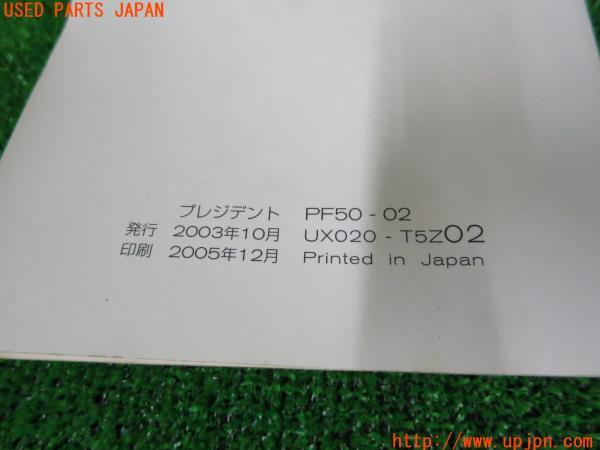 USED PARTS JAPAN
プレジデント PF50 - 02
発行 2003年10月 UX020 - T5Z02
印刷 2005年12月 Printed in Japan
http://www.upjpn.com/